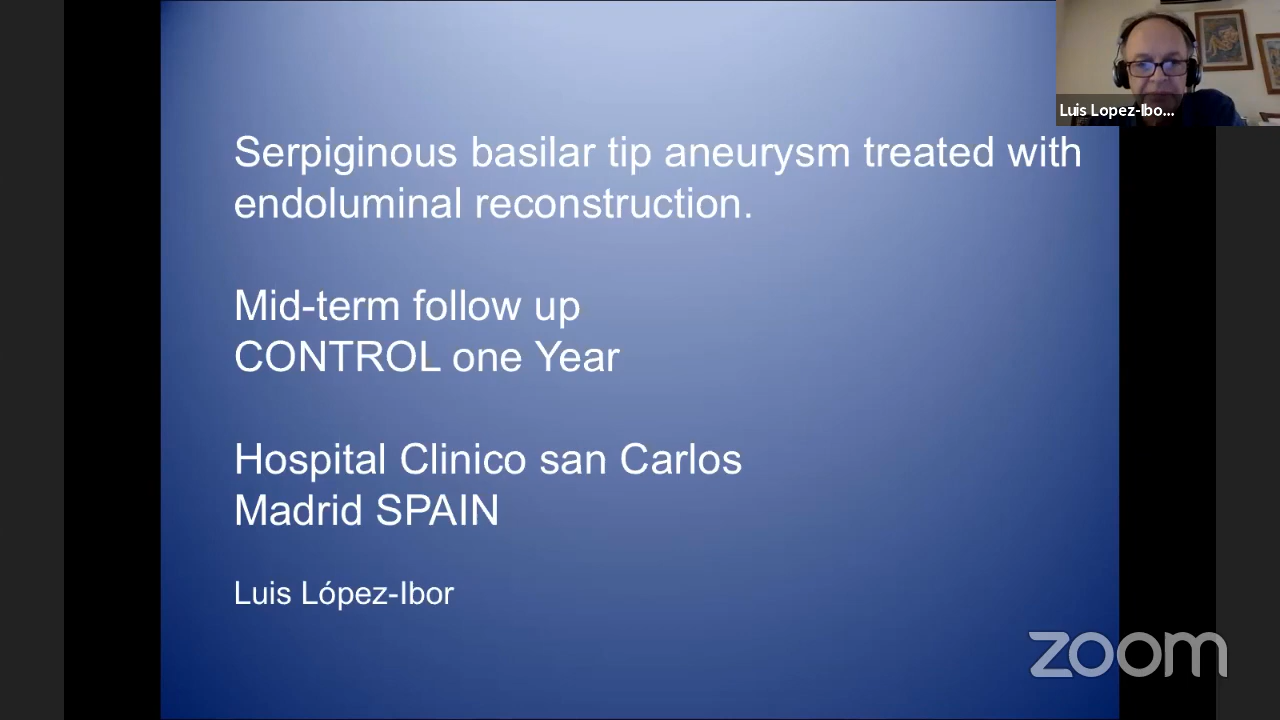 Luis Lopez-Ibo...
Serpiginous basilar tip aneurysm treated with
endoluminal reconstruction.
Mid-term follow up
CONTROL one Year
Hospital Clinico san Carlos
Madrid SPAIN
Luis López-Ibor
zoom